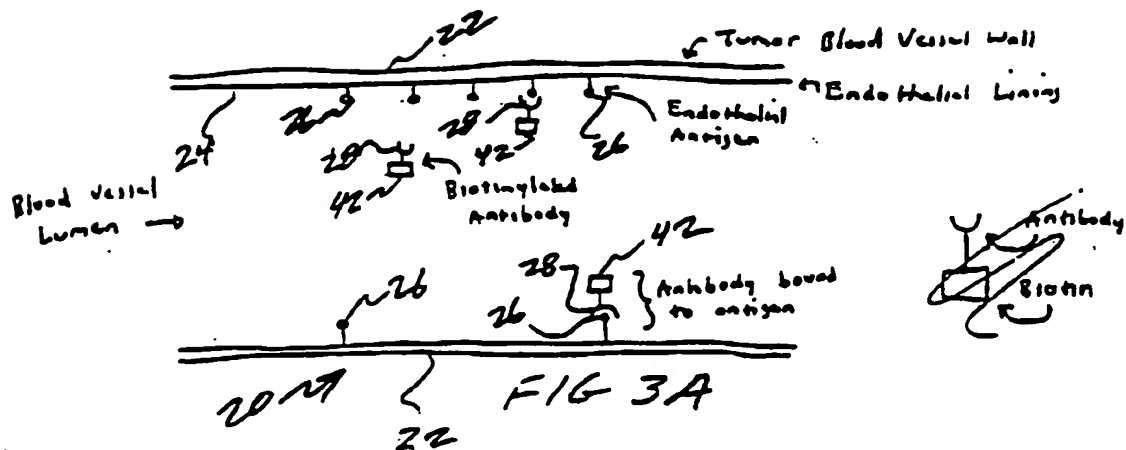 22
Tumor Blood Vessel Wall
Endothelial Lining
24
26
28
42
26
Endothelial
Antigen
28
42
Biotinylated
Antibody
Blood Vessel
Lumen
42
28
26
Antibody bound
to antigen
26
Antibody
Biotin
20
22
FIG 3A